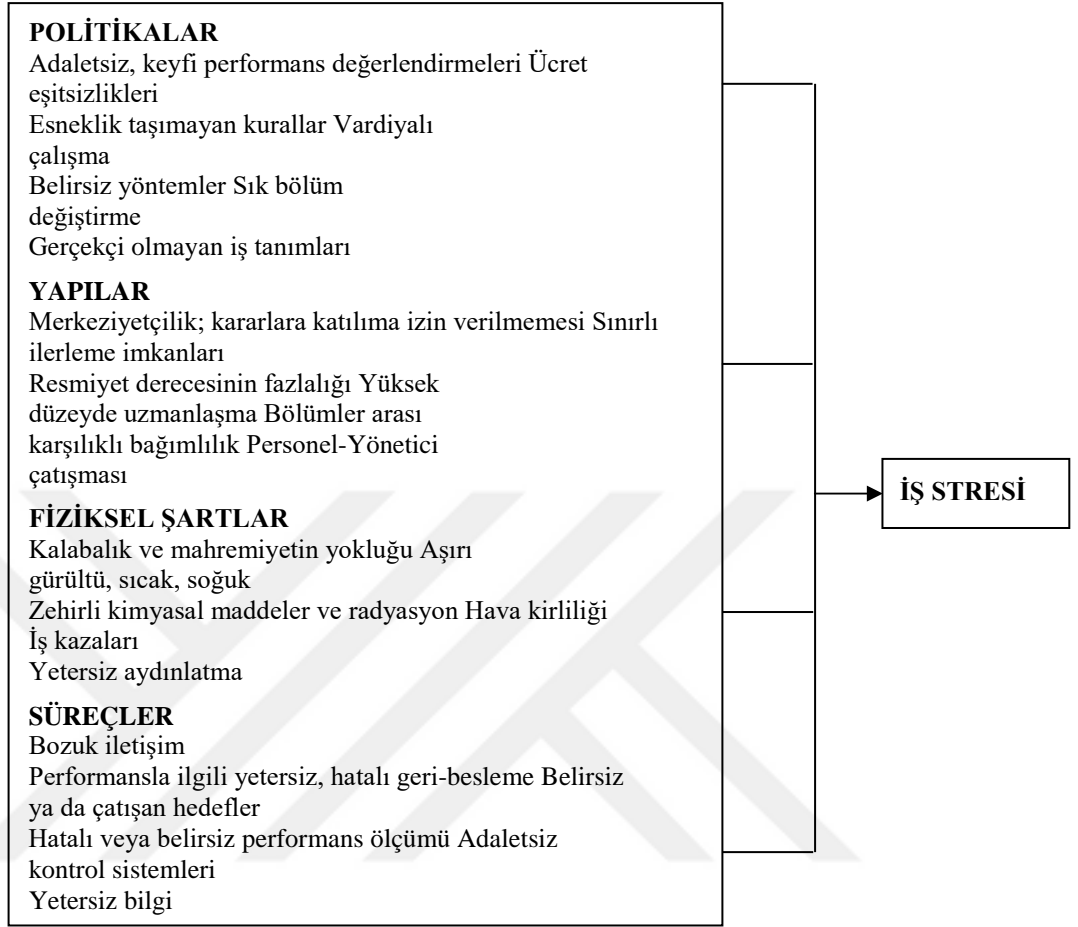 POLİTİKALAR
Adaletsiz, keyfi performans değerlendirmeleri Ücret
eşitsizlikleri
Esneklik taşımayan kurallar Vardiyalı
çalışma
Belirsiz yöntemler Sık bölüm
değiştirme
Gerçekçi olmayan iş tanımları
YAPILAR
Merkeziyetçilik; kararlara katılıma izin verilmemesi Sınırlı
ilerleme imkanları
Resmiyet derecesinin fazlalığı Yüksek
düzeyde uzmanlaşma Bölümler arası
karşılıklı bağımlılık Personel-Yönetici
çatışması
FİZİKSEL ŞARTLAR
Kalabalık ve mahremiyetin yokluğu Aşırı
gürültü, sıcak, soğuk
Zehirli kimyasal maddeler ve radyasyon Hava kirliliği
İş kazaları
Yetersiz aydınlatma
SÜREÇLER
Bozuk iletişim
Performansla ilgili yetersiz, hatalı geri-besleme Belirsiz
ya da çatışan hedefler
Hatalı veya belirsiz performans ölçümü Adaletsiz
kontrol sistemleri
Yetersiz bilgi
İŞ STRESİ